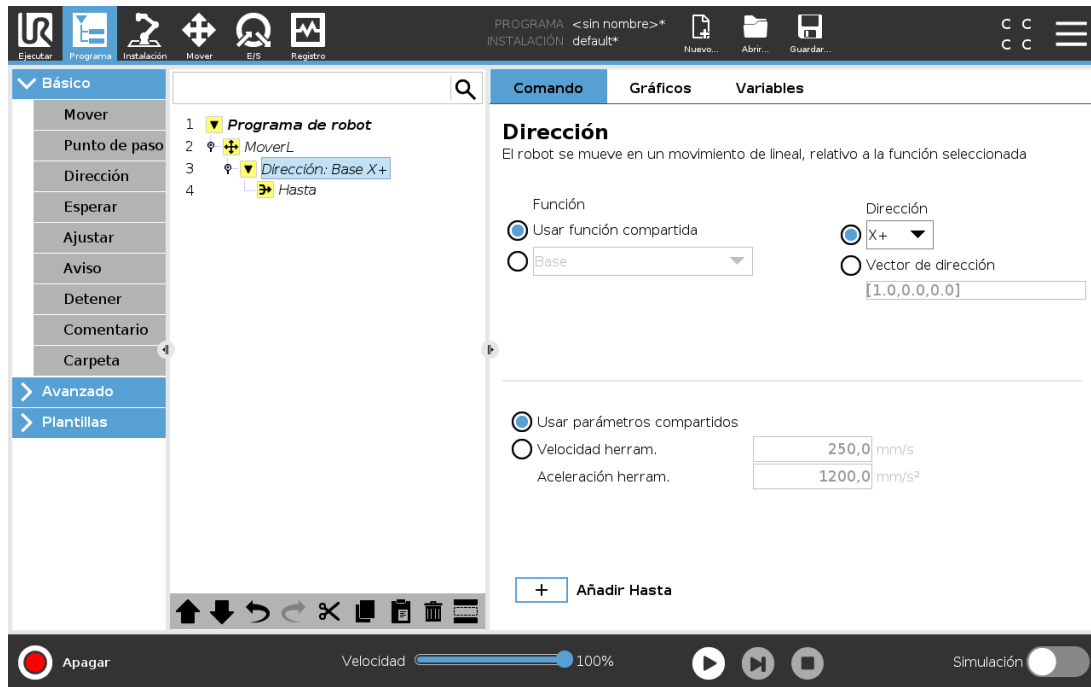 PROGRAMA <sin nombre>*
INSTALACIÓN default*
UR
Ejecutar
Programa
Instalación
Mover
E/S
Registro
Nuevo...
Abrir...
Guardar...
C C
C C
Básico
Mover
Punto de paso
Dirección
Esperar
Ajustar
Aviso
Detener
Comentario
Carpeta
Avanzado
Plantillas
1 Programa de robot
2 MoverL
3 Dirección: Base X+
4 Hasta
Comando
Gráficos
Variables
Dirección
El robot se mueve en un movimiento de lineal, relativo a la función seleccionada
Función
Usar función compartida
Base
Dirección
X+
Vector de dirección
[1.0,0.0,0.0]
Usar parámetros compartidos
Velocidad herram. 250,0 mm/s
Aceleración herram. 1200,0 mm/s²
+ Añadir Hasta
Apagar
Velocidad 100%
Simulación